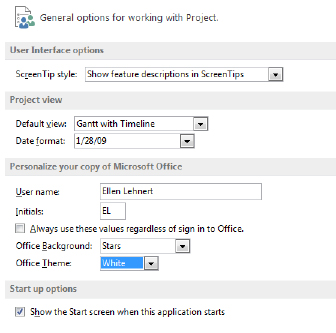 General options for working with Project.
User Interface options
ScreenTip style: Show feature descriptions in ScreenTips
Project view
Default view: Gantt with Timeline
Date format: 1/28/09
Personalize your copy of Microsoft Office
User name: Ellen Lehnert
Initials: EL
Always use these values regardless of sign in to Office.
Office Background: Stars
Office Theme: White
Start up options
Show the Start screen when this application starts